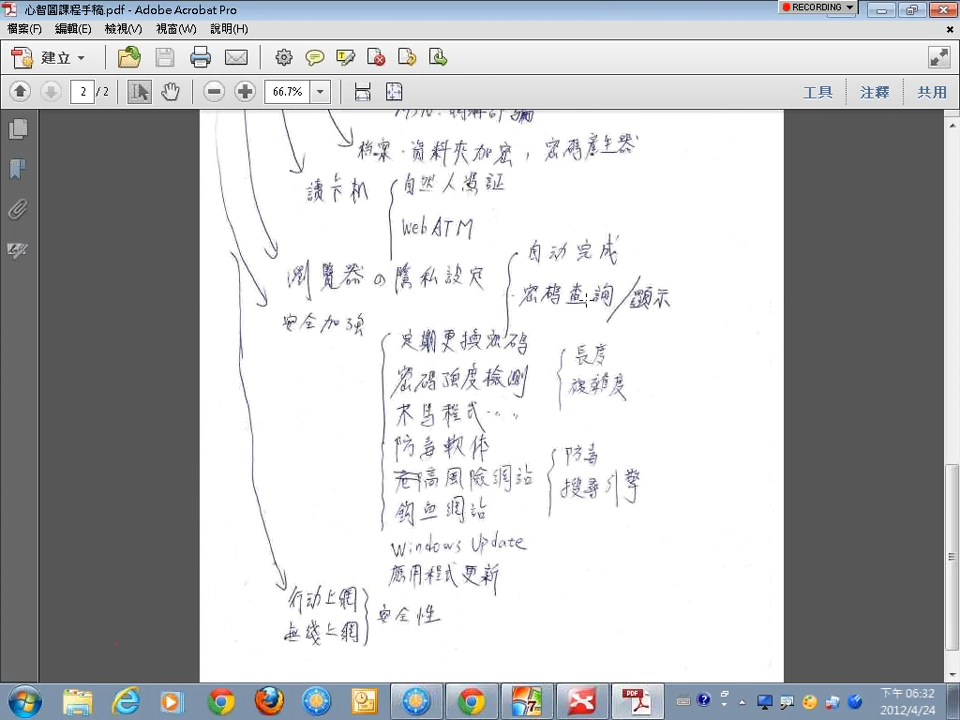 心智圖課程手稿.pdf - Adobe Acrobat Pro
RECORDING
檔案(F) 編輯(E) 檢視(V) 視窗(W) 說明(H)
建立
2 / 2 66.7% 工具 注釋 共用
檔案、資料夾加密, 密碼產生器
讀卡机 自然人憑証
WebATM
自动完成
瀏覽器の隱私設定
密码查詢/顯示
安全加強
定期更換密码
長度
密码強度檢測
複雜度
木馬程式
防毒軟体
防毒
高風險網站
搜尋引擎
釣魚網站
Windows Update
應用程式更新
行动上網
安全性
無綫上網
下午 06:32
2012/4/24